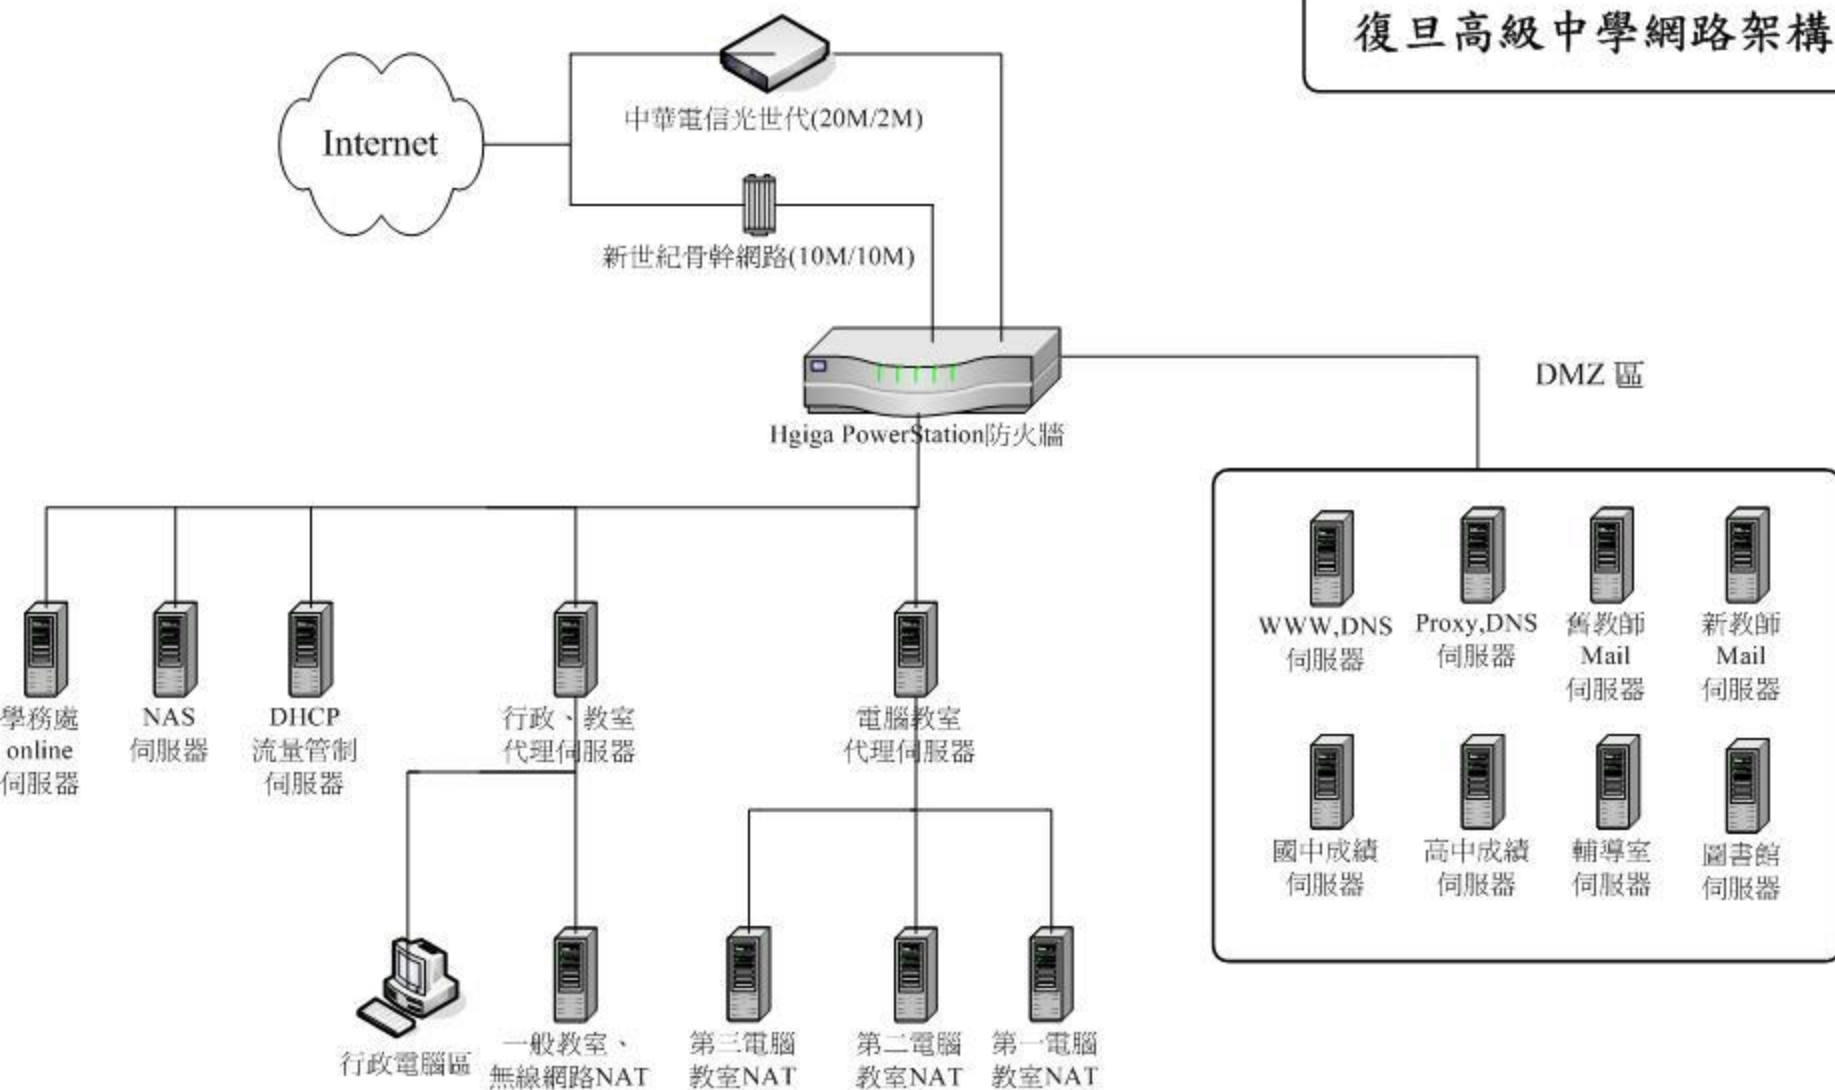 復旦高級中學網路架構
Internet
中華電信光世代(20M/2M)
新世紀骨幹網路(10M/10M)
Hgiga PowerStation防火牆
DMZ 區
WWW,DNS
伺服器
Proxy,DNS
伺服器
舊教師
Mail
伺服器
新教師
Mail
伺服器
國中成績
伺服器
高中成績
伺服器
輔導室
伺服器
圖書館
伺服器
學務處
online
伺服器
NAS
伺服器
DHCP
流量管制
伺服器
行政、教室
代理伺服器
電腦教室
代理伺服器
行政電腦區
一般教室、
無線網路NAT
第三電腦
教室NAT
第二電腦
教室NAT
第一電腦
教室NAT